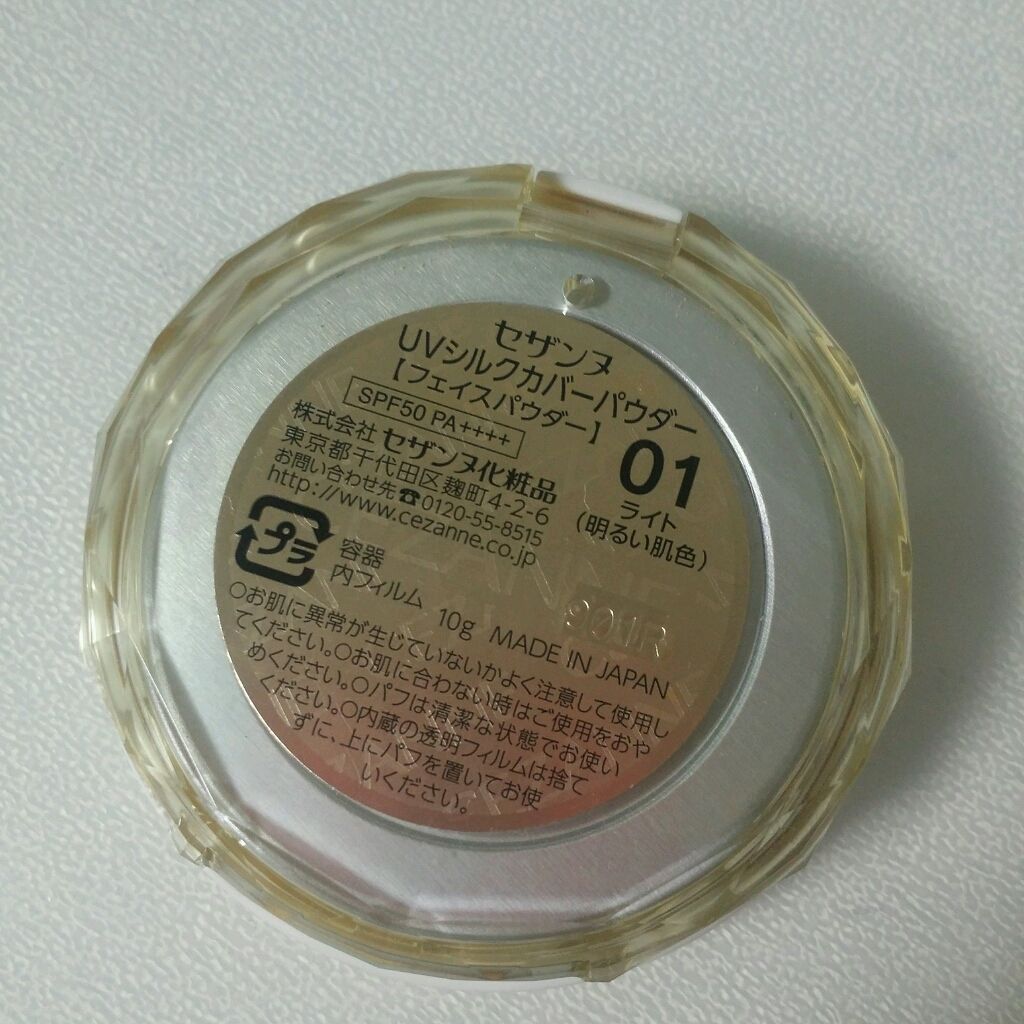 セザンヌ
UVシルクカバーパウダー
【フェイスパウダー】
SPF50 PA++++
01
ライト
(明るい肌色)
株式会社 セザンヌ化粧品
東京都千代田区麹町4-2-6
お問い合わせ先☎0120-55-8515
http://www.cezanne.co.jp
プラ
容器
内フィルム
10g MADE IN JAPAN
901R
○お肌に異常が生じていないかよく注意して使用し
てください。○お肌に合わない時はご使用をおや
めください。○パフは清潔な状態でお使い
ください。○内蔵の透明フィルムは捨て
ずに、上にパフを置いてお使
いください。